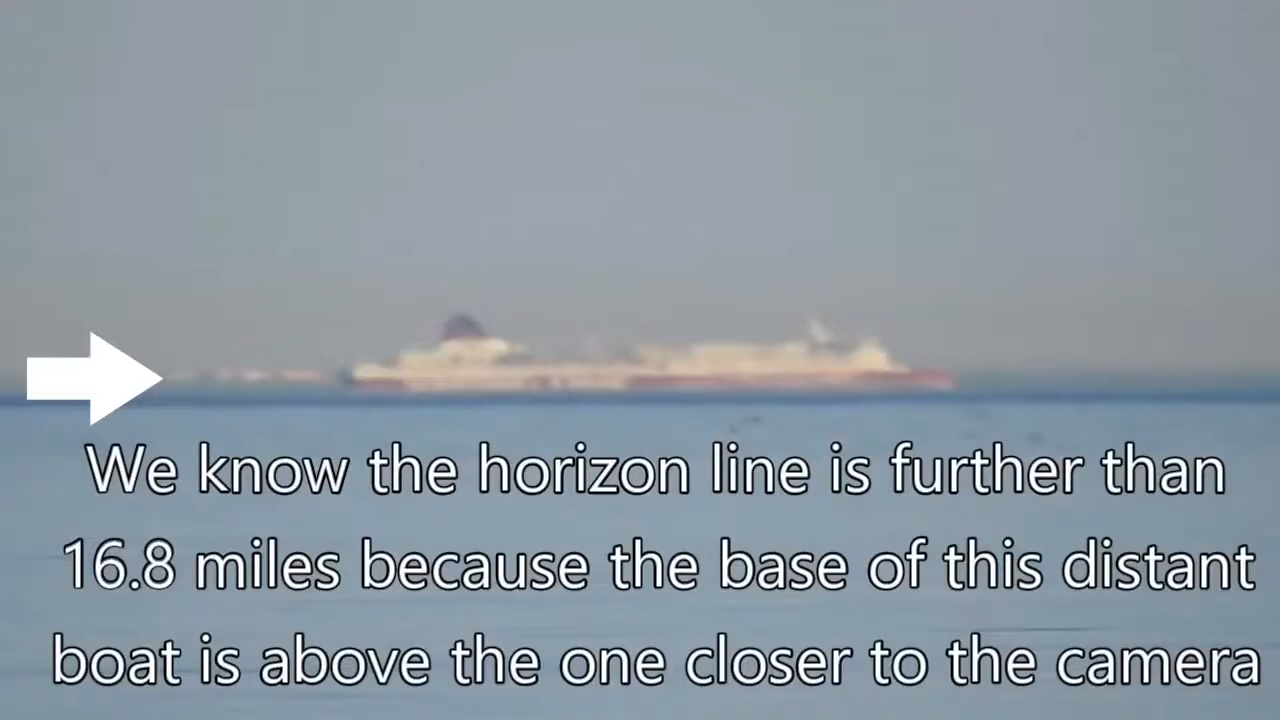 We know the horizon line is further than
16.8 miles because the base of this distant
boat is above the one closer to the camera